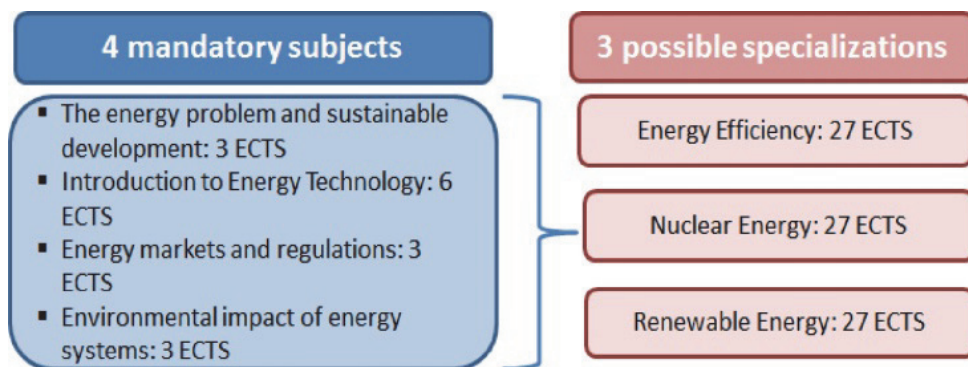 4 mandatory subjects
▪ The energy problem and sustainable
development: 3 ECTS
▪ Introduction to Energy Technology: 6
ECTS
▪ Energy markets and regulations: 3
ECTS
▪ Environmental impact of energy
systems: 3 ECTS
3 possible specializations
Energy Efficiency: 27 ECTS
Nuclear Energy: 27 ECTS
Renewable Energy: 27 ECTS